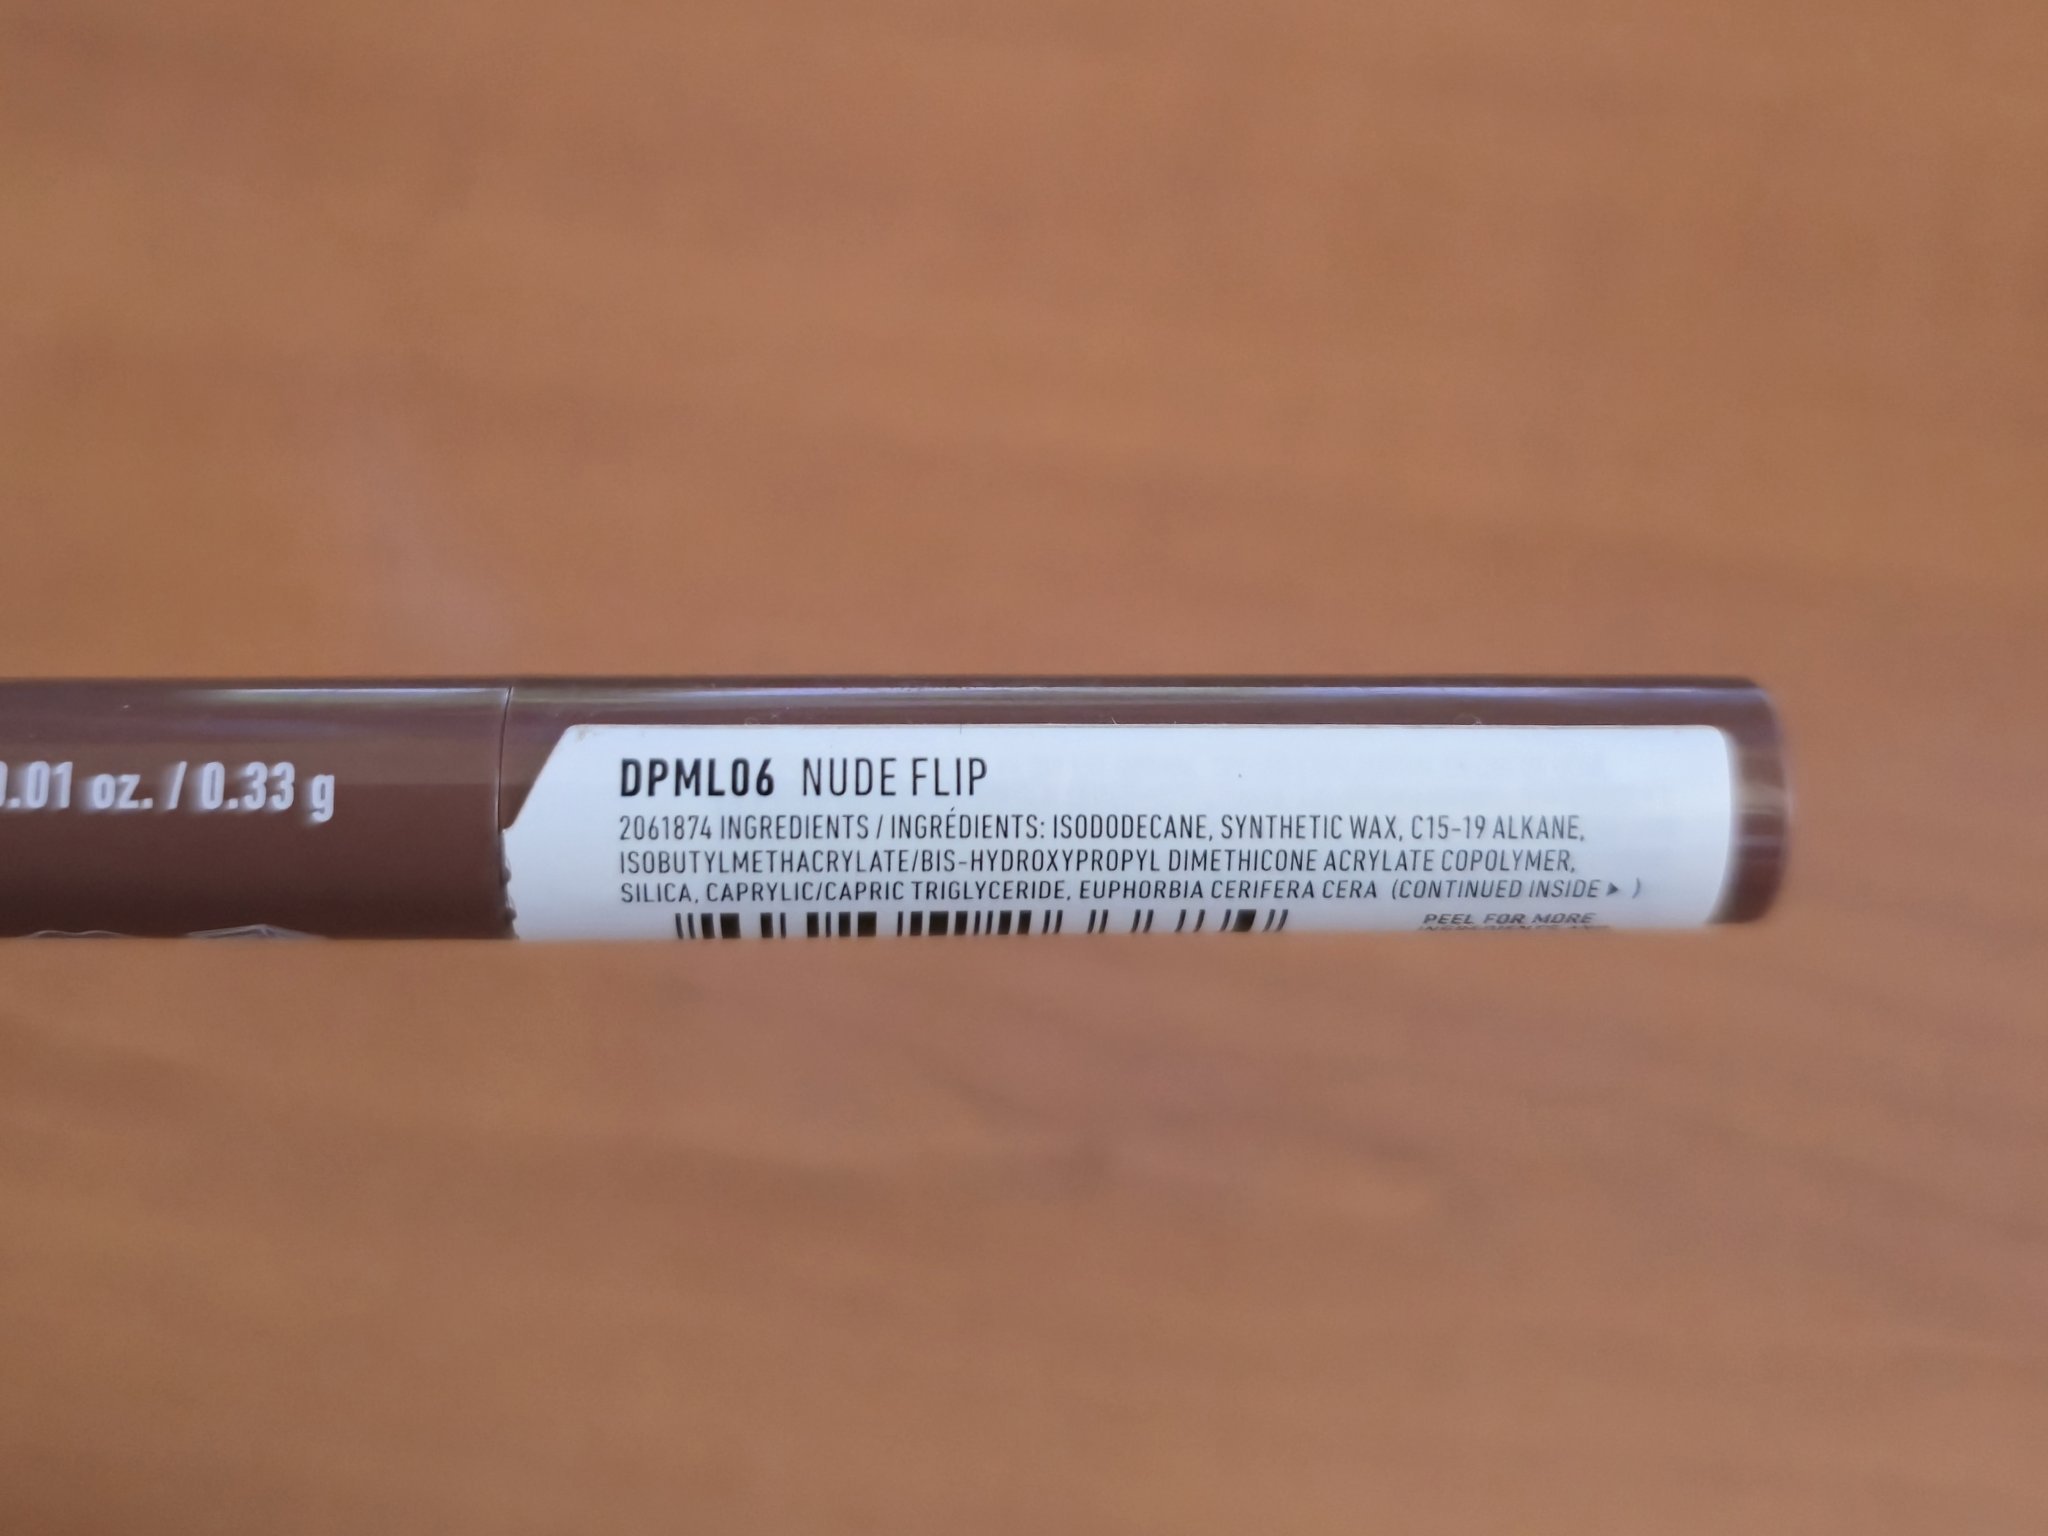 0.01 oz. / 0.33 g
DPML06 NUDE FLIP
2061874 INGREDIENTS / INGRÉDIENTS: ISODODECANE, SYNTHETIC WAX, C15-19 ALKANE,
ISOBUTYLMETHACRYLATE/BIS-HYDROXYPROPYL DIMETHICONE ACRYLATE COPOLYMER,
SILICA, CAPRYLIC/CAPRIC TRIGLYCERIDE, EUPHORBIA CERIFERA CERA (CONTINUED INSIDE ▶ )
PEEL FOR MORE